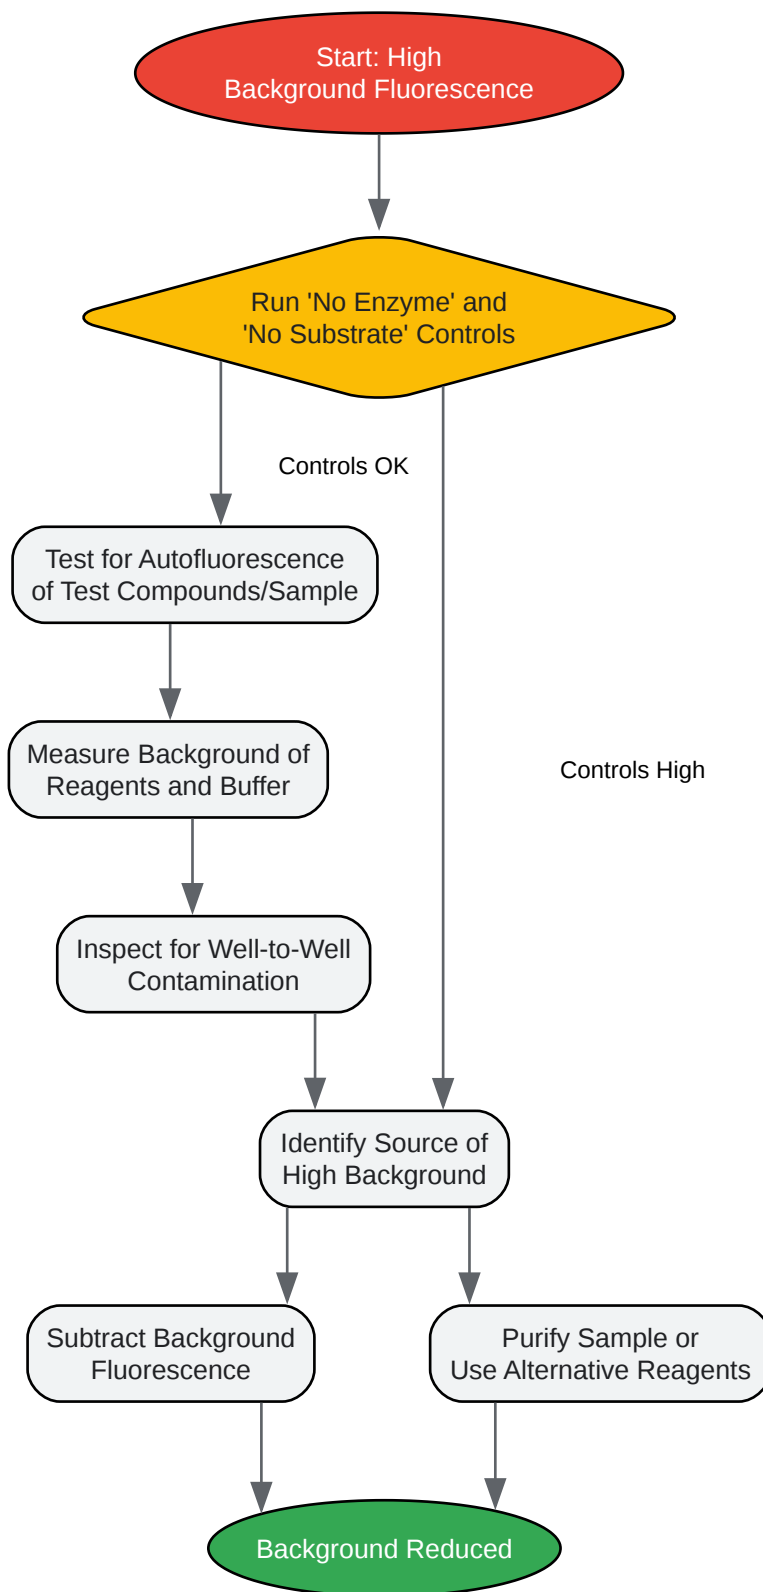 Start: High
Background Fluorescence
Run 'No Enzyme' and
'No Substrate' Controls
Controls OK
Test for Autofluorescence
of Test Compounds/Sample
Measure Background of
Reagents and Buffer
Controls High
Inspect for Well-to-Well
Contamination
Identify Source of
High Background
Subtract Background
Fluorescence
Purify Sample or
Use Alternative Reagents
Background Reduced